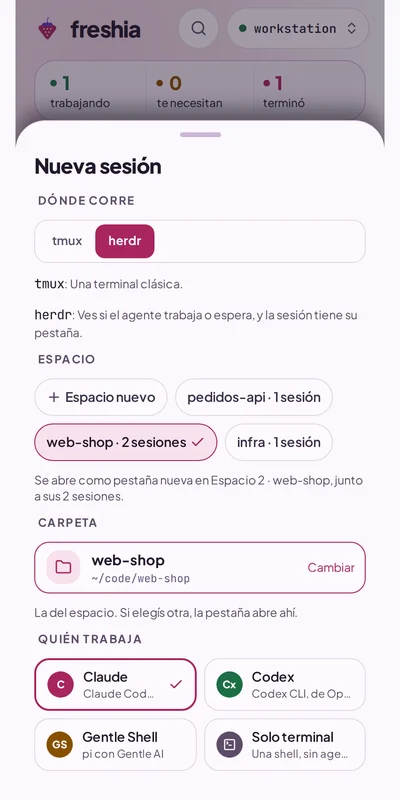 freshia
workstation
1
trabajando
0
te necesitan
1
terminó
Nueva sesión
DÓNDE CORRE
tmux
herdr
tmux: Una terminal clásica.
herdr: Ves si el agente trabaja o espera, y la sesión tiene su
pestaña.
ESPACIO
+ Espacio nuevo
pedidos-api · 1 sesión
web-shop · 2 sesiones
infra · 1 sesión
Se abre como pestaña nueva en Espacio 2 · web-shop, junto
a sus 2 sesiones.
CARPETA
web-shop
~/code/web-shop
Cambiar
La del espacio. Si elegís otra, la pestaña abre ahí.
QUIÉN TRABAJA
C
Claude
Claude Cod...
Cx
Codex
Codex CLI, de Op...
GS
Gentle Shell
pi con Gentle AI
Solo terminal
Una shell, sin age...